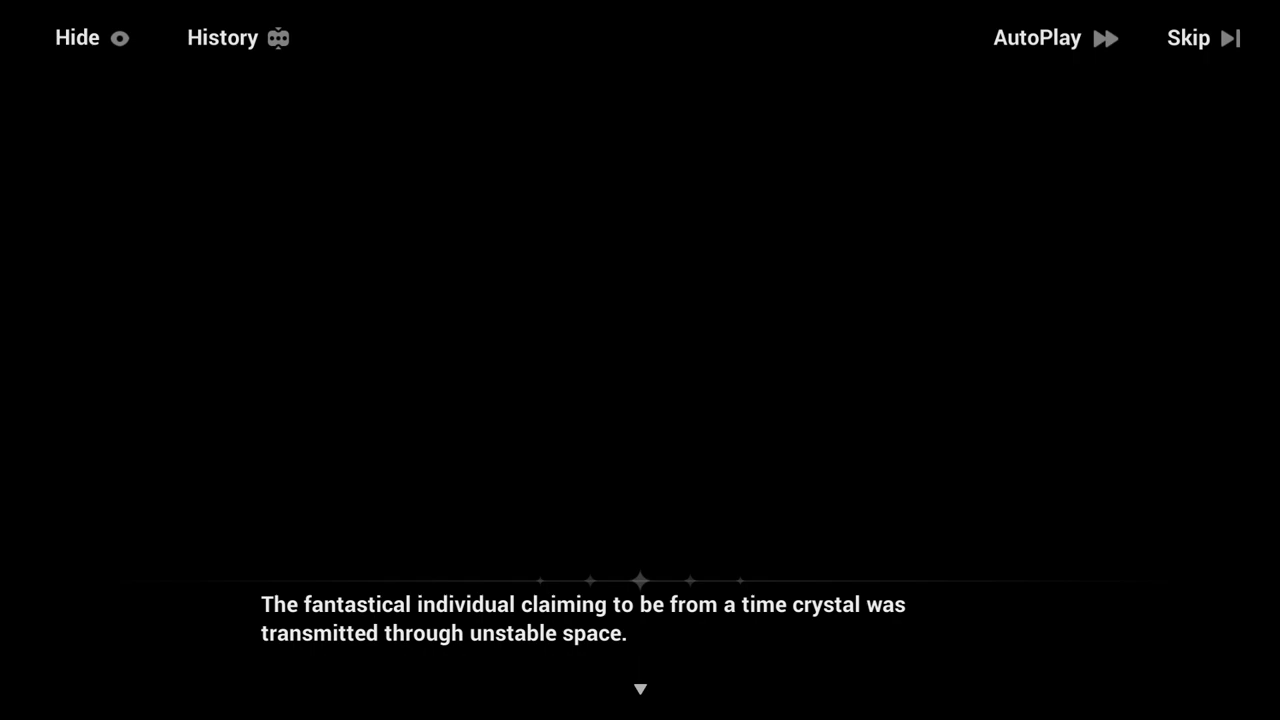 Hide
History
AutoPlay
Skip
The fantastical individual claiming to be from a time crystal was
transmitted through unstable space.